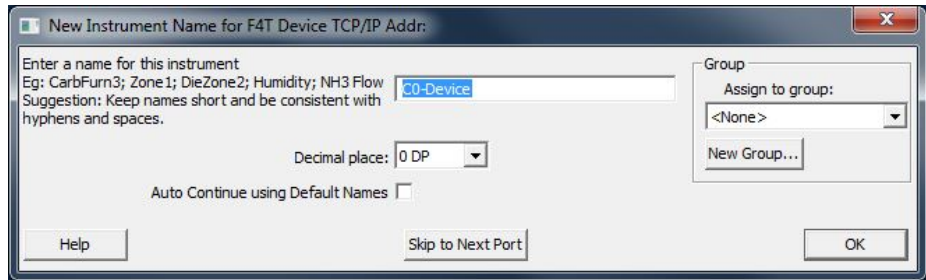 New Instrument Name for F4T Device TCP/IP Addr:
Enter a name for this instrument
Eg: CarbFurn3; Zone1; DieZone2; Humidity; NH3 Flow
Suggestion: Keep names short and be consistent with
hyphens and spaces.
C0-Device
Group
Assign to group:
<None>
New Group...
Decimal place: 0 DP
Auto Continue using Default Names
Help
Skip to Next Port
OK